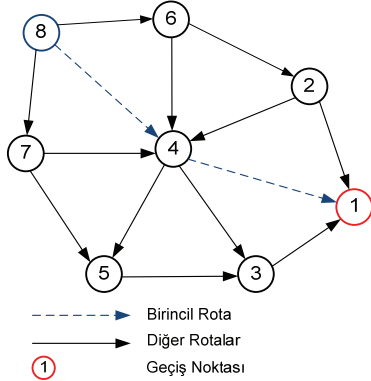 6
8
2
4
7
1
5
3
Birincil Rota
Diğer Rotalar
1 Geçiş Noktası